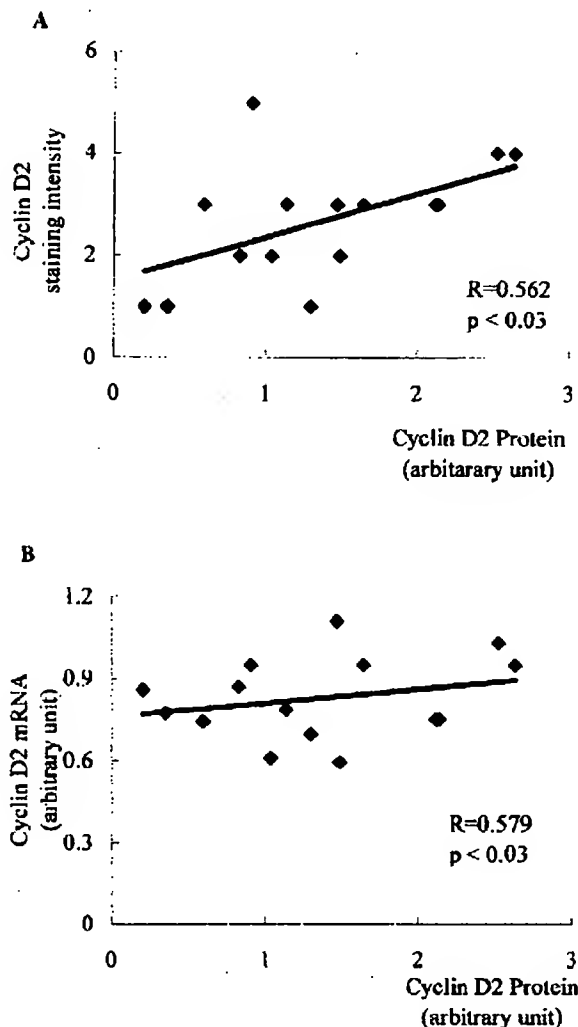 A
6
4
2
0
Cyclin D2
staining intensity
R=0.562
p < 0.03
0 1 2 3
Cyclin D2 Protein
(arbitarary unit)
B
1.2
0.9
0.6
0.3
0
Cyclin D2 mRNA
(arbitrary unit)
R=0.579
p < 0.03
0 1 2 3
Cyclin D2 Protein
(arbitrary unit)